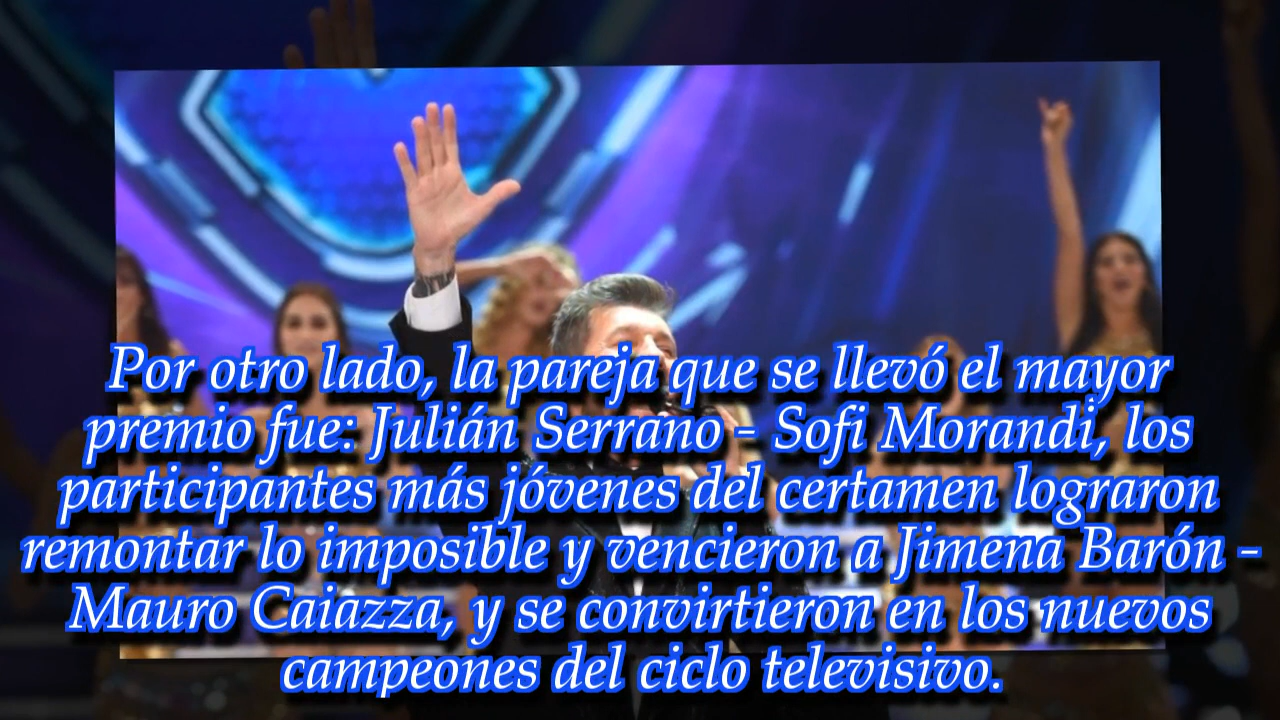 Por otro lado, la pareja que se llevó el mayor
premio fue: Julián Serrano - Sofi Morandi, los
participantes más jóvenes del certamen lograron
remontar lo imposible y vencieron a Jimena Barón -
Mauro Caiazza, y se convirtieron en los nuevos
campeones del ciclo televisivo.